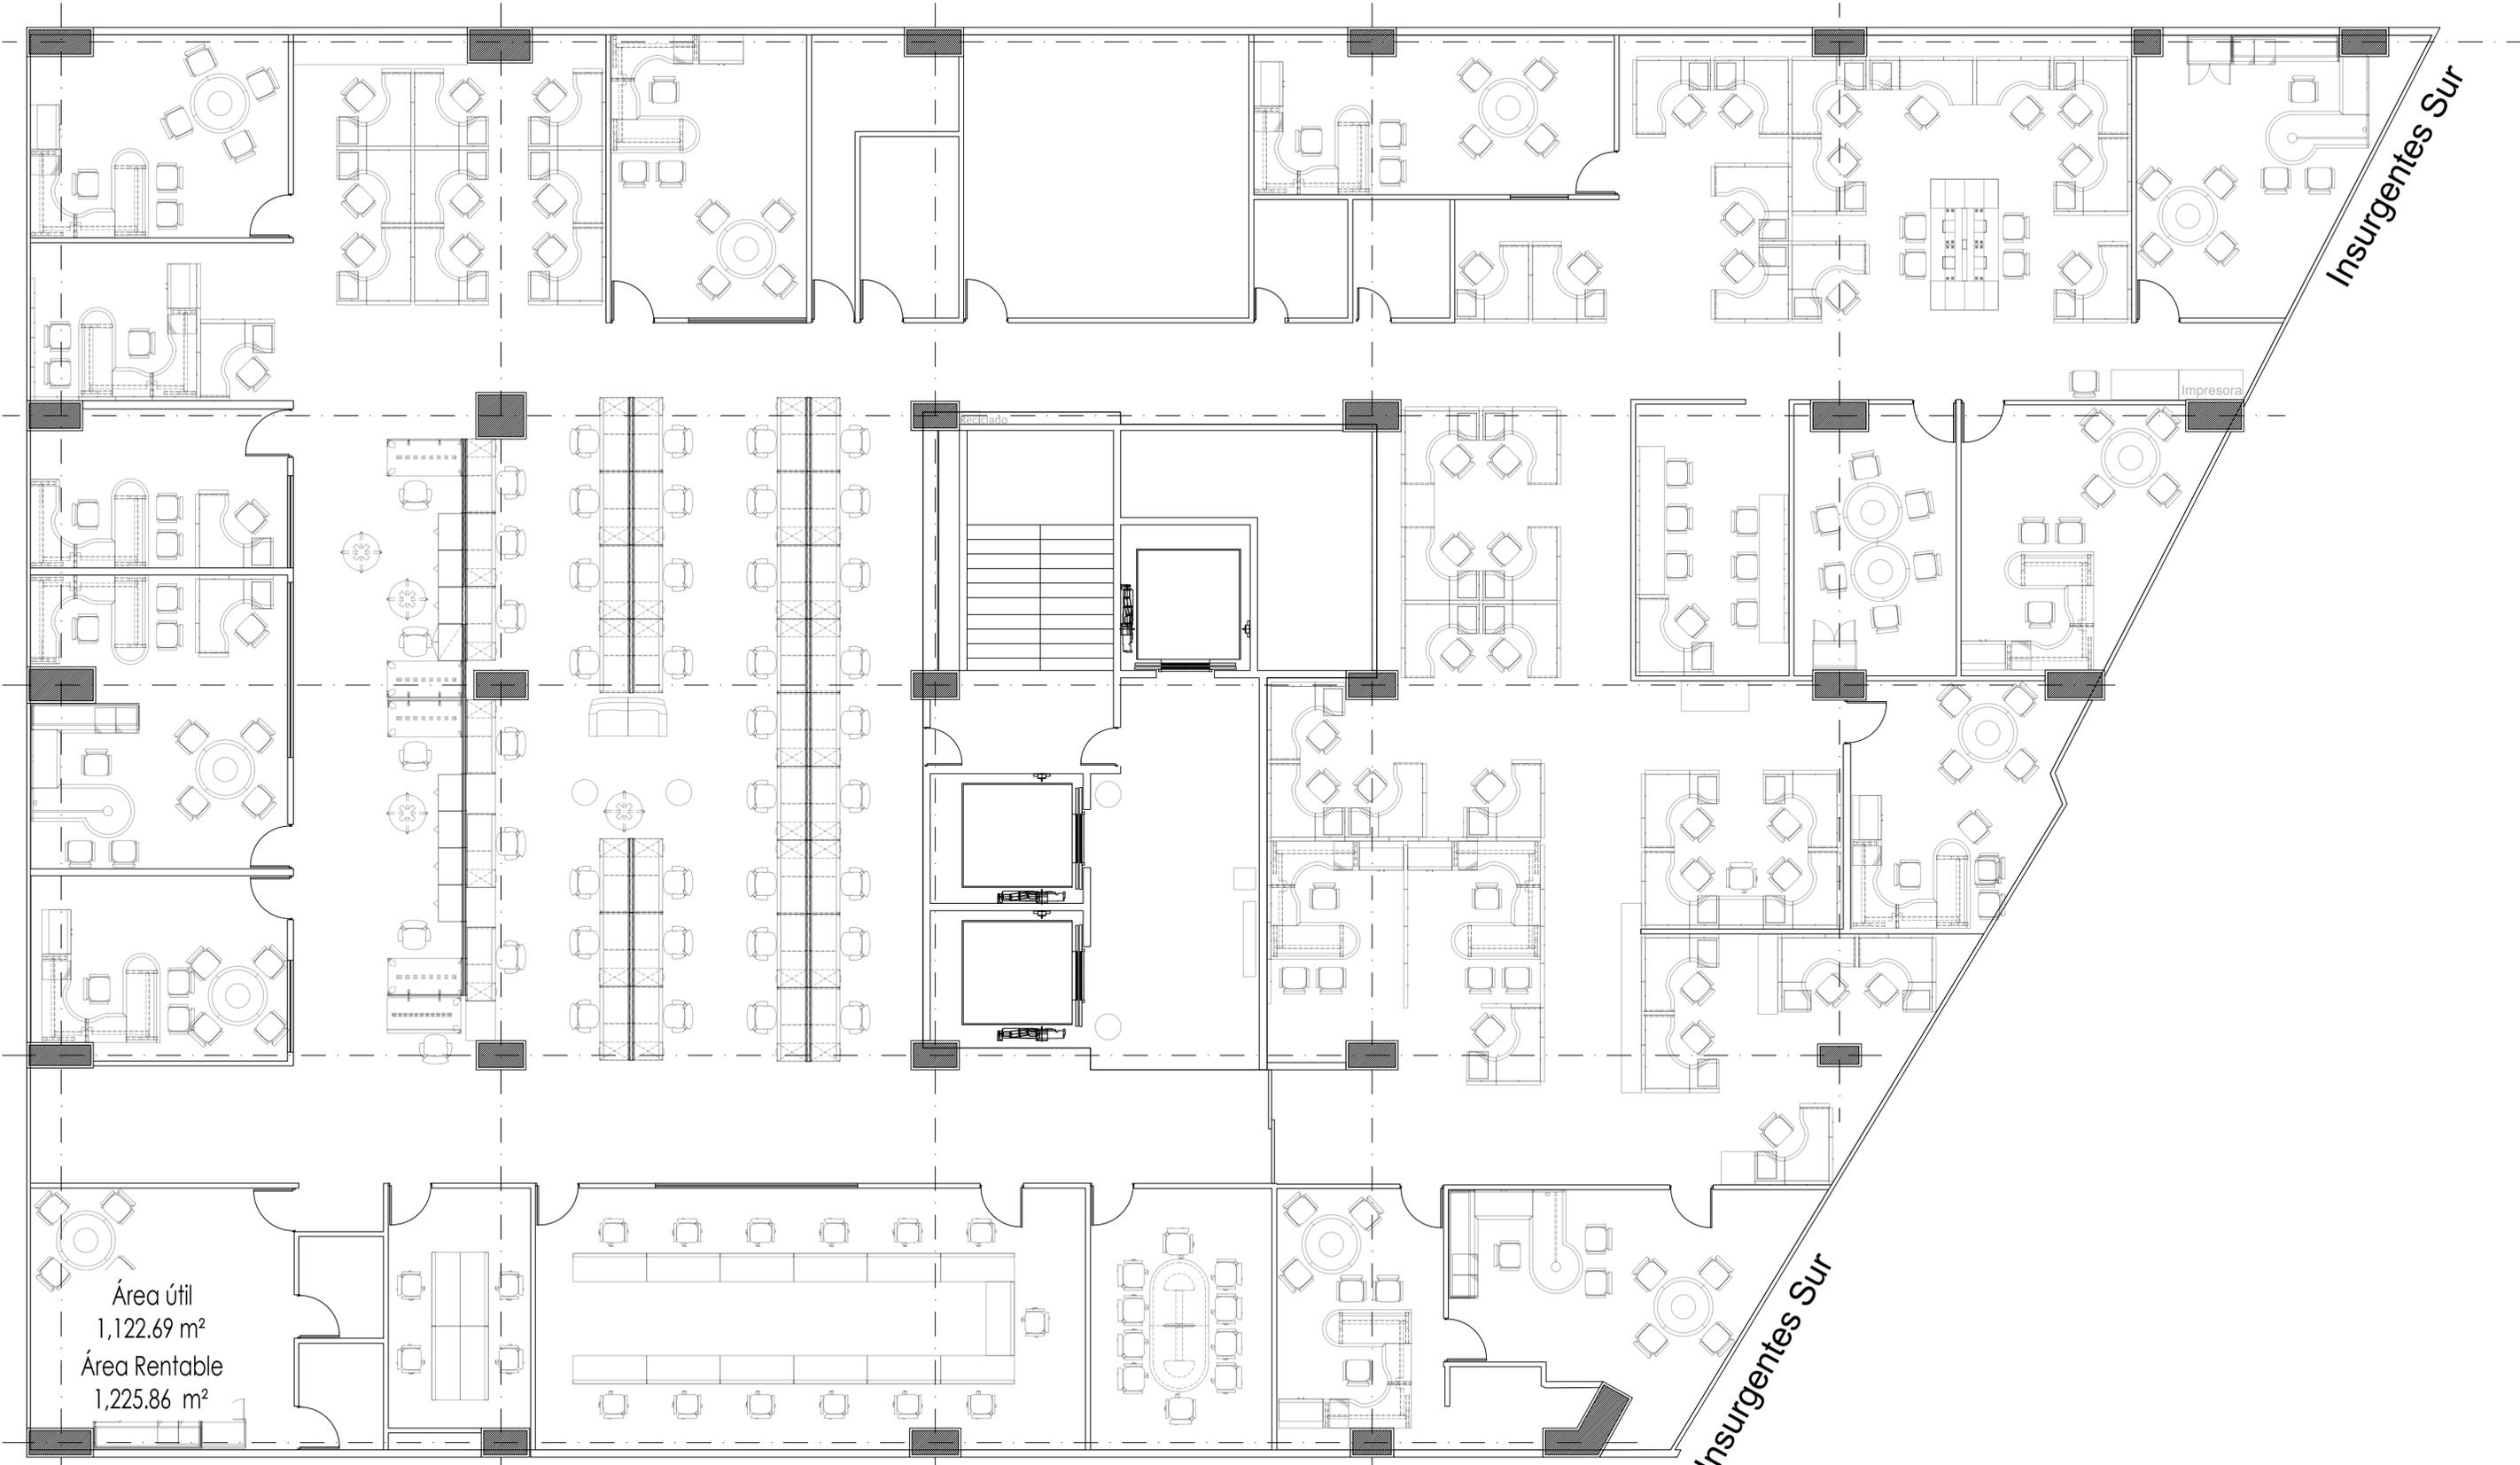 Insurgentes Sur
Impresora
Reciclado
Área útil
1,122.69 m²
Área Rentable
1,225.86 m²
Insurgentes Sur